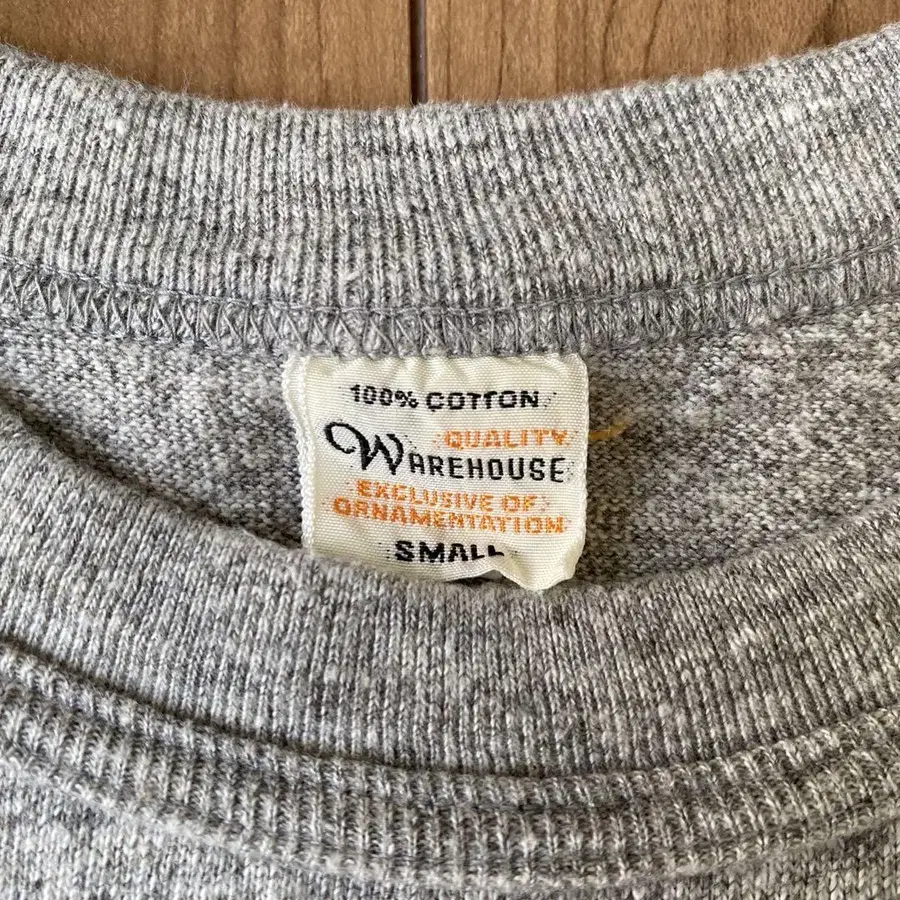 100% COTTON
QUALITY
WAREHOUSE
EXCLUSIVE OF
ORNAMENTATION
SMALL